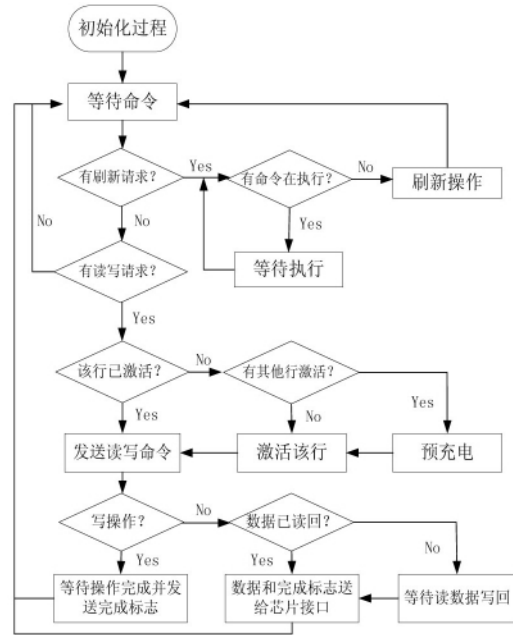 初始化过程
等待命令
有刷新请求?
Yes
有命令在执行?
No
刷新操作
No
No
Yes
有读写请求?
等待执行
Yes
该行已激活?
No
有其他行激活?
Yes
Yes
No
发送读写命令
激活该行
预充电
写操作?
No
数据已读回?
Yes
Yes
No
等待操作完成并发
送完成标志
数据和完成标志送
给芯片接口
等待读数据写回